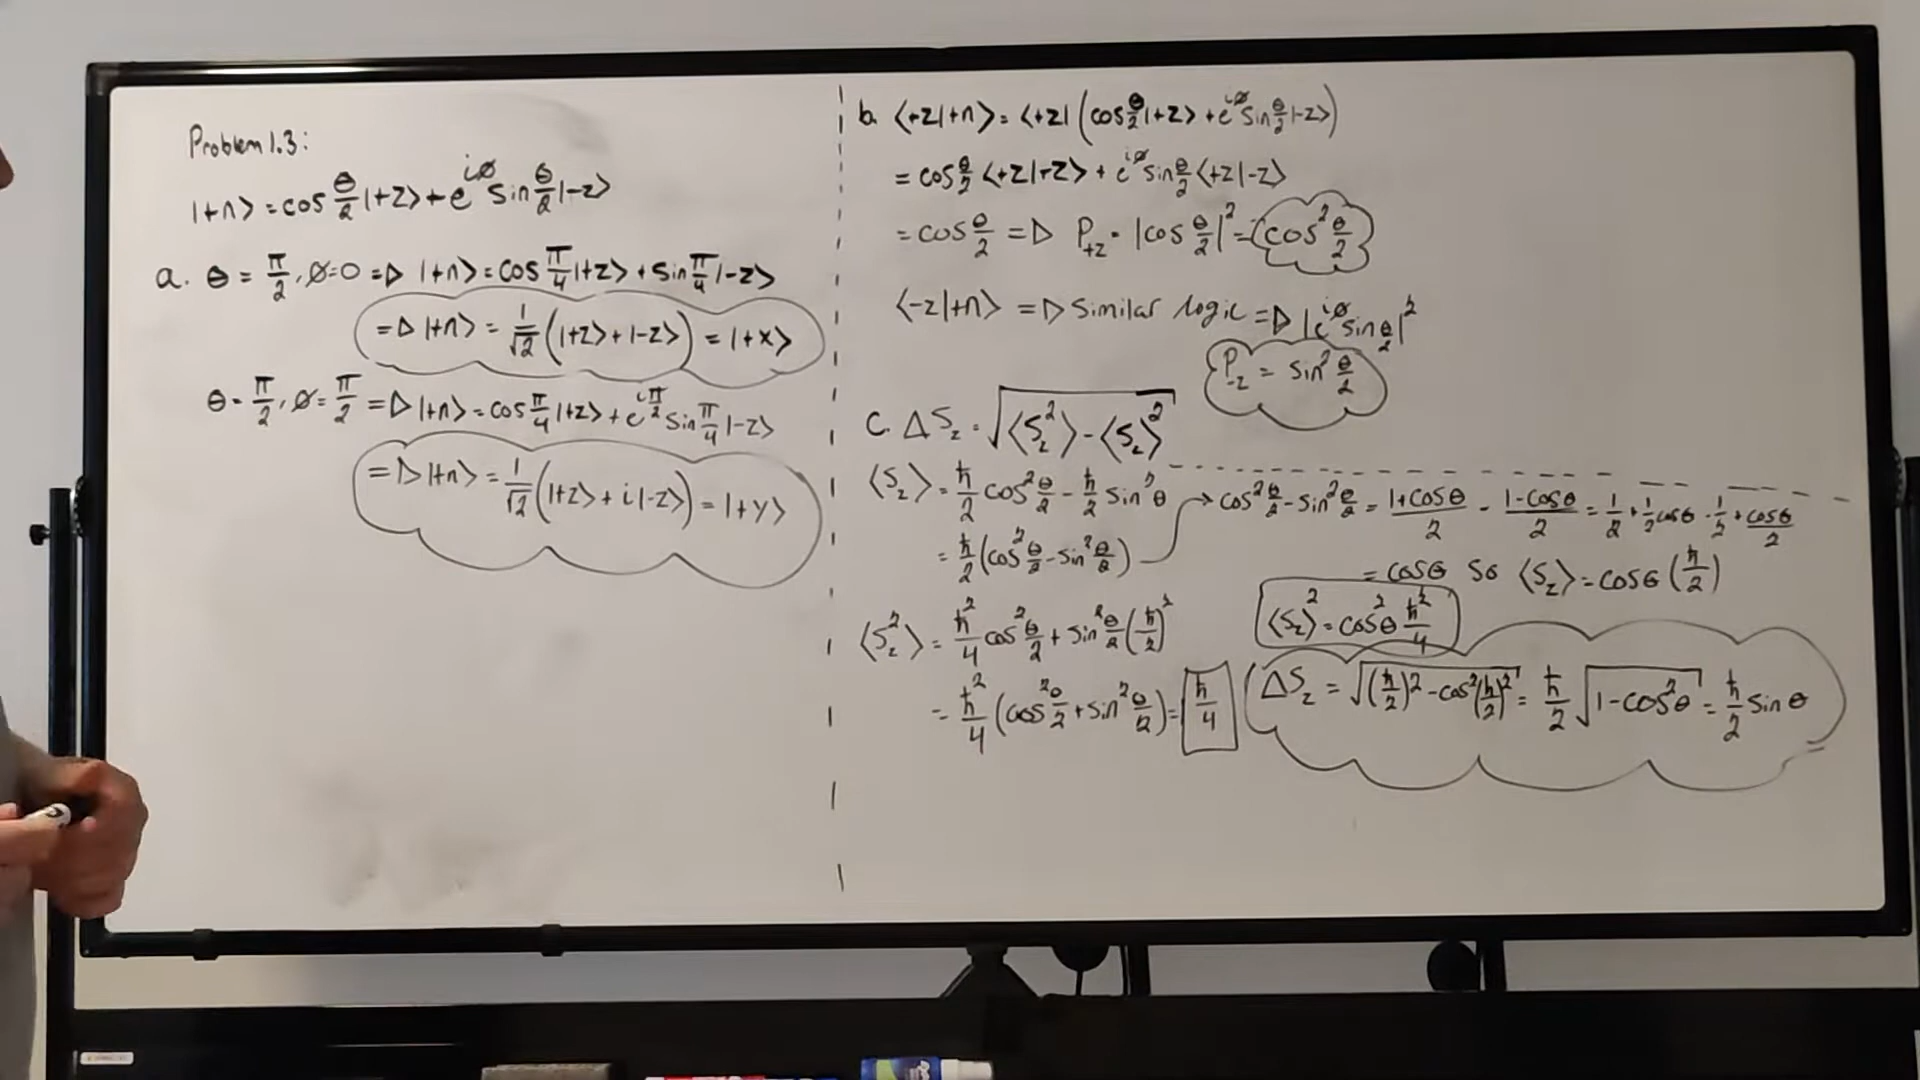 Problem 1.3:
|+n> = cos θ/2 |+z> + e^{iø} sin θ/2 |-z>
a. θ = π/2, ø=0 => |+n> = cos π/4 |+z> + sin π/4 |-z>
=> |+n> = 1/√2 (|+z> + |-z>) = |+x>
θ = π/2, ø = π/2 => |+n> = cos π/4 |+z> + e^{iπ/2} sin π/4 |-z>
=> |+n> = 1/√2 (|+z> + i|-z>) = |+y>
b. <+z|+n> = <+z| (cos θ/2 |+z> + e^{iø} sin θ/2 |-z>)
= cos θ/2 <+z|+z> + e^{iø} sin θ/2 <+z|-z>
= cos θ/2 => P_{+z} = |cos θ/2|² = cos² θ/2
<-z|+n> => Similar logic => |e^{iø} sin θ/2|²
P_{-z} = sin² θ/2
c. ΔS_z = √(<S_z²> - <S_z>²)
<S_z> = ħ/2 cos² θ/2 - ħ/2 sin² θ
= ħ/2 (cos² θ/2 - sin² θ/2)
→ cos² θ/2 - sin² θ/2 = (1+cosθ)/2 - (1-cosθ)/2 = 1/2 + 1/2 cosθ - 1/2 + cosθ/2
= cosθ so <S_z> = cosθ (ħ/2)
<S_z>² = cos²θ ħ²/4
<S_z²> = ħ²/4 cos² θ/2 + sin² θ/2 (ħ/2)²
= ħ²/4 (cos² θ/2 + sin² θ/2) = ħ/4
ΔS_z = √((ħ/2)² - cos²(ħ/2)²) = ħ/2 √(1-cos²θ) = ħ/2 sin θ